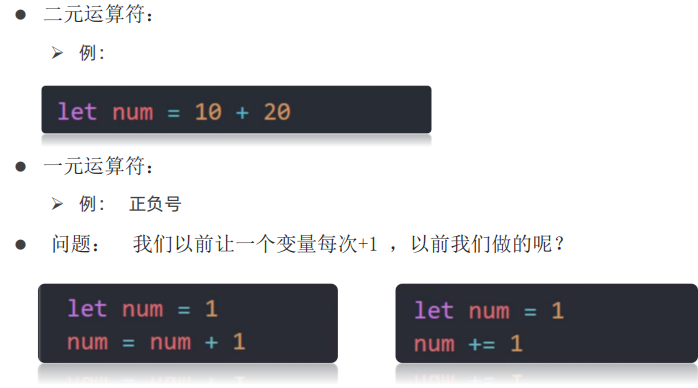 ● 二元运算符：
➢ 例：
let num = 10 + 20
● 一元运算符：
➢ 例： 正负号
● 问题： 我们以前让一个变量每次+1 ，以前我们做的呢？
let num = 1
num = num + 1
let num = 1
num += 1